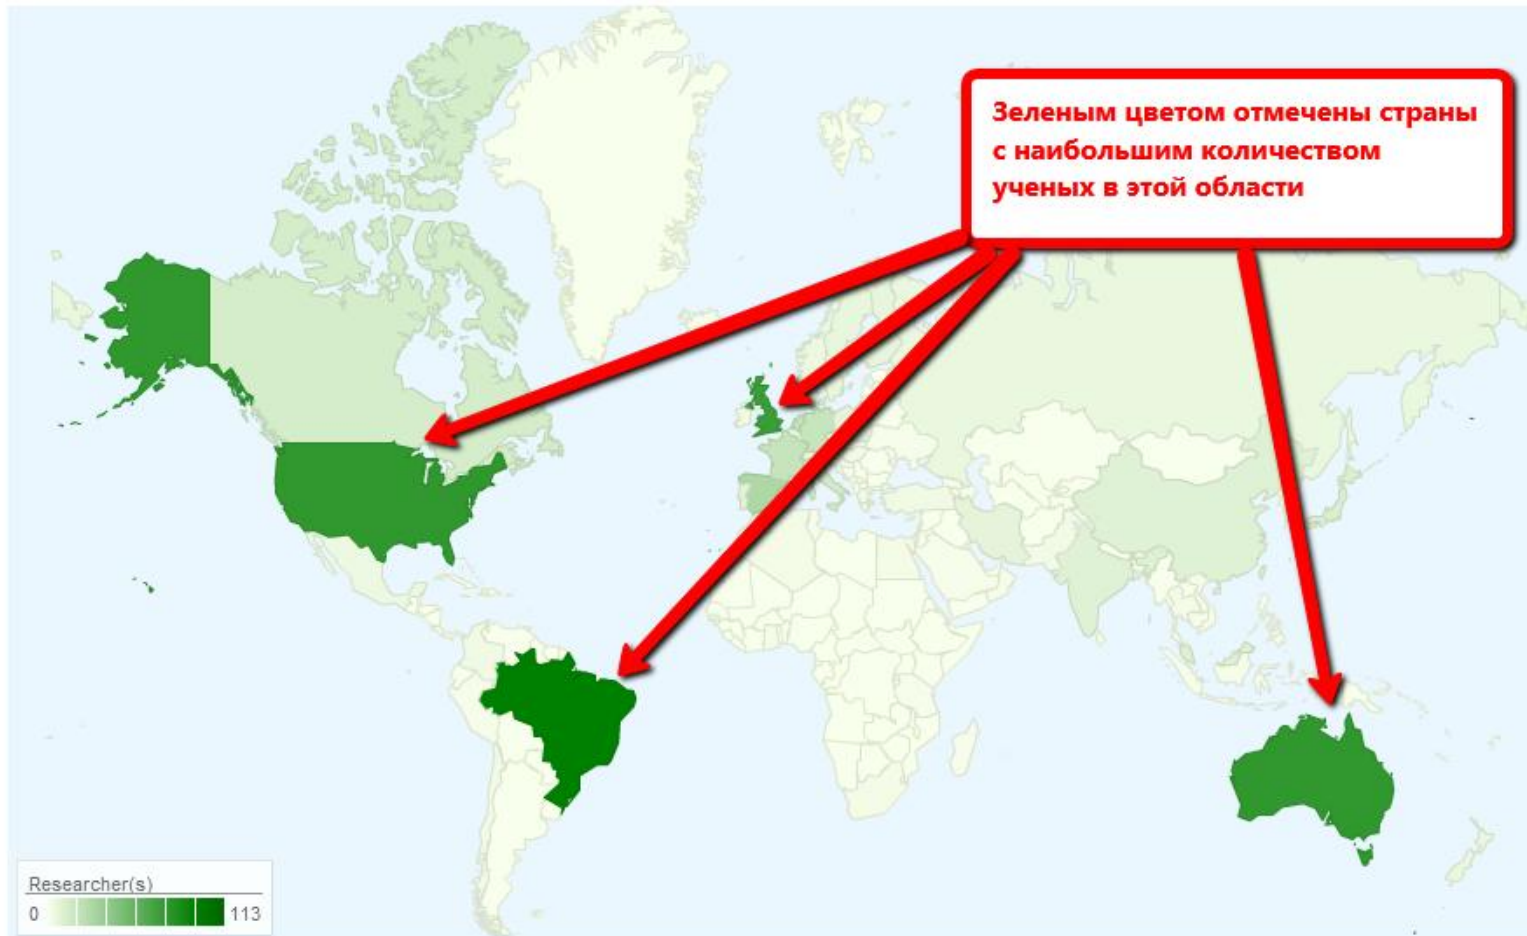 Зеленым цветом отмечены страны
с наибольшим количеством
ученых в этой области
Researcher(s)
0 113